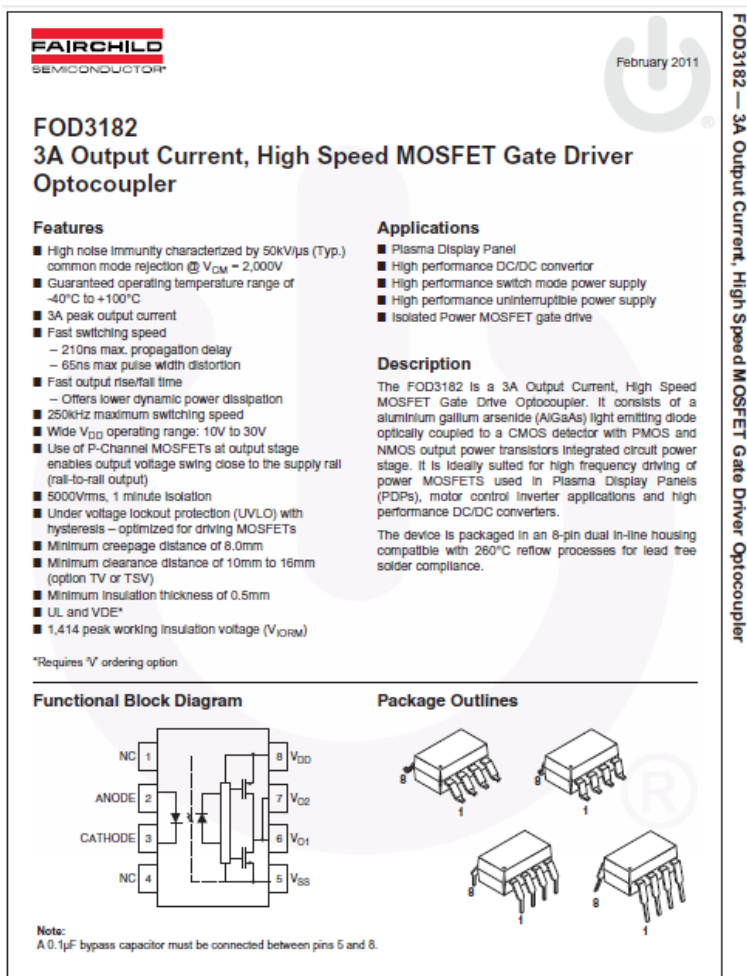 FAIRCHILD
SEMICONDUCTOR®
February 2011
®
FOD3182
3A Output Current, High Speed MOSFET Gate Driver
Optocoupler
Features
■ High noise immunity characterized by 50kV/µs (Typ.)
common mode rejection @ VCM = 2,000V
■ Guaranteed operating temperature range of
-40°C to +100°C
■ 3A peak output current
■ Fast switching speed
– 210ns max. propagation delay
– 65ns max pulse width distortion
■ Fast output rise/fall time
– Offers lower dynamic power dissipation
■ 250kHz maximum switching speed
■ Wide VDD operating range: 10V to 30V
■ Use of P-Channel MOSFETs at output stage
enables output voltage swing close to the supply rail
(rail-to-rail output)
■ 5000Vrms, 1 minute isolation
■ Under voltage lockout protection (UVLO) with
hysteresis – optimized for driving MOSFETs
■ Minimum creepage distance of 8.0mm
■ Minimum clearance distance of 10mm to 16mm
(option TV or TSV)
■ Minimum insulation thickness of 0.5mm
■ UL and VDE*
■ 1,414 peak working insulation voltage (VIORM)
*Requires 'V' ordering option
Applications
■ Plasma Display Panel
■ High performance DC/DC convertor
■ High performance switch mode power supply
■ High performance uninterruptible power supply
■ Isolated Power MOSFET gate drive
Description
The FOD3182 is a 3A Output Current, High Speed
MOSFET Gate Drive Optocoupler. It consists of a
aluminium gallium arsenide (AlGaAs) light emitting diode
optically coupled to a CMOS detector with PMOS and
NMOS output power transistors integrated circuit power
stage. It is ideally suited for high frequency driving of
power MOSFETS used in Plasma Display Panels
(PDPs), motor control inverter applications and high
performance DC/DC converters.
The device is packaged in an 8-pin dual in-line housing
compatible with 260°C reflow processes for lead free
solder compliance.
Functional Block Diagram
NC 1
8 VDD
ANODE 2
7 VO2
CATHODE 3
6 VO1
NC 4
5 VSS
Note:
A 0.1µF bypass capacitor must be connected between pins 5 and 8.
Package Outlines
8
1
8
1
8
1
8
1
®
FOD3182 — 3A Output Current, High Speed MOSFET Gate Driver Optocoupler